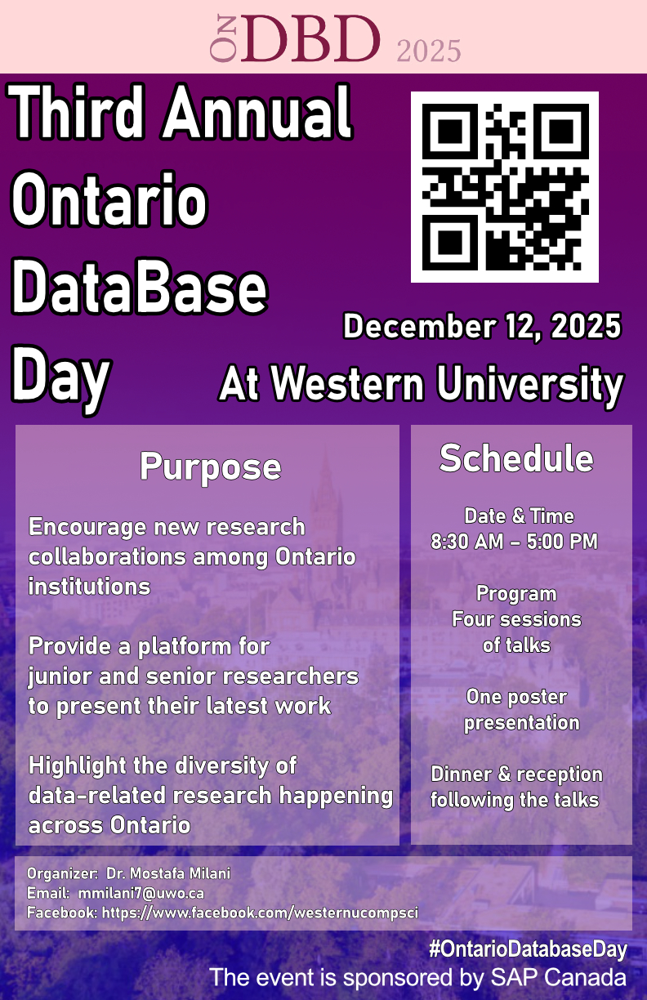 ON DBD 2025
Third Annual
Ontario
DataBase
Day
December 12, 2025
At Western University
Purpose
Encourage new research
collaborations among Ontario
institutions
Provide a platform for
junior and senior researchers
to present their latest work
Highlight the diversity of
data-related research happening
across Ontario
Schedule
Date & Time
8:30 AM – 5:00 PM
Program
Four sessions
of talks
One poster
presentation
Dinner & reception
following the talks
Organizer: Dr. Mostafa Milani
Email: mmilani7@uwo.ca
Facebook: https://www.facebook.com/westernucompsci
#OntarioDatabaseDay
The event is sponsored by SAP Canada